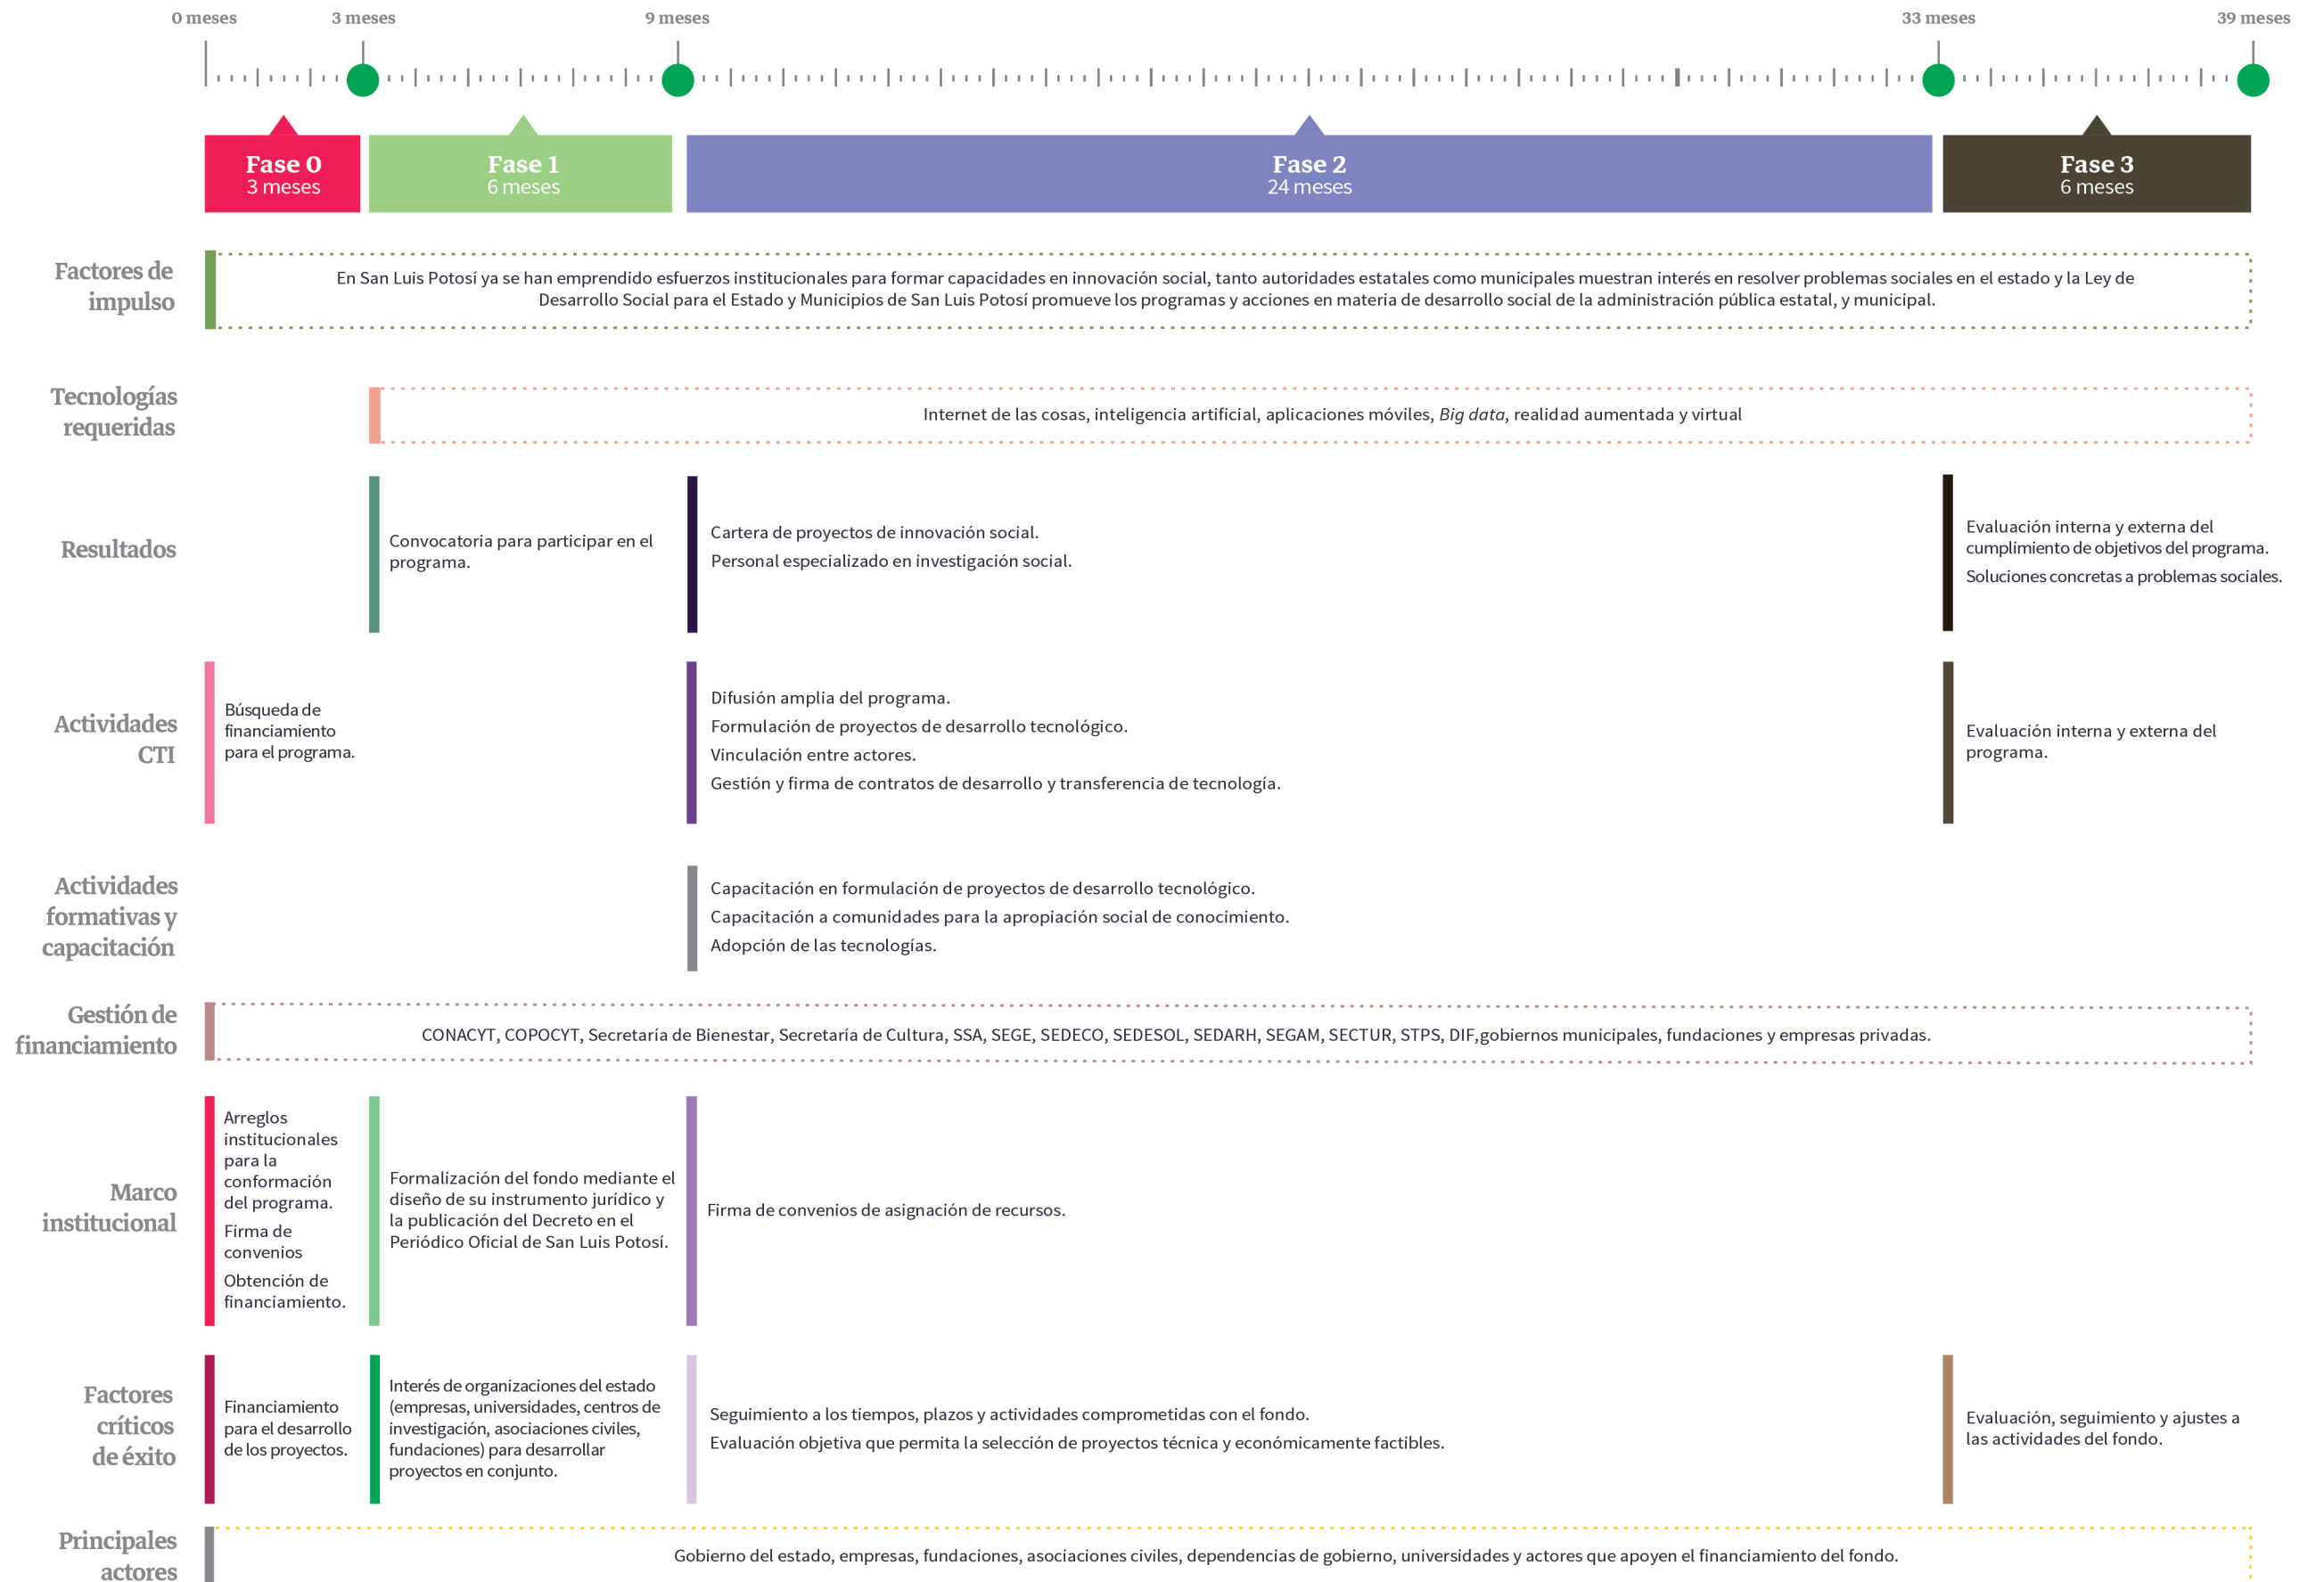 0 meses
3 meses
9 meses
33 meses
39 meses
Fase 0
3 meses
Fase 1
6 meses
Fase 2
24 meses
Fase 3
6 meses
Factores de
impulso
En San Luis Potosí ya se han emprendido esfuerzos institucionales para formar capacidades en innovación social, tanto autoridades estatales como municipales muestran interés en resolver problemas sociales en el estado y la Ley de
Desarrollo Social para el Estado y Municipios de San Luis Potosí promueve los programas y acciones en materia de desarrollo social de la administración pública estatal, y municipal.
Tecnologías
requeridas
Internet de las cosas, inteligencia artificial, aplicaciones móviles, Big data, realidad aumentada y virtual
Resultados
Convocatoria para participar en el
programa.
Cartera de proyectos de innovación social.
Personal especializado en investigación social.
Evaluación interna y externa del
cumplimiento de objetivos del programa.
Soluciones concretas a problemas sociales.
Actividades
CTI
Búsqueda de
financiamiento
para el programa.
Difusión amplia del programa.
Formulación de proyectos de desarrollo tecnológico.
Vinculación entre actores.
Gestión y firma de contratos de desarrollo y transferencia de tecnología.
Evaluación interna y externa del
programa.
Actividades
formativas y
capacitación
Capacitación en formulación de proyectos de desarrollo tecnológico.
Capacitación a comunidades para la apropiación social de conocimiento.
Adopción de las tecnologías.
Gestión de
financiamiento
CONACYT, COPOCYT, Secretaría de Bienestar, Secretaría de Cultura, SSA, SEGE, SEDECO, SEDESOL, SEDARH, SEGAM, SECTUR, STPS, DIF,gobiernos municipales, fundaciones y empresas privadas.
Marco
institucional
Arreglos
institucionales
para la
conformación
del programa.
Firma de
convenios
Obtención de
financiamiento.
Formalización del fondo mediante el
diseño de su instrumento jurídico y
la publicación del Decreto en el
Periódico Oficial de San Luis Potosí.
Firma de convenios de asignación de recursos.
Factores
críticos
de éxito
Financiamiento
para el desarrollo
de los proyectos.
Interés de organizaciones del estado
(empresas, universidades, centros de
investigación, asociaciones civiles,
fundaciones) para desarrollar
proyectos en conjunto.
Seguimiento a los tiempos, plazos y actividades comprometidas con el fondo.
Evaluación objetiva que permita la selección de proyectos técnica y económicamente factibles.
Evaluación, seguimiento y ajustes a
las actividades del fondo.
Principales
actores
Gobierno del estado, empresas, fundaciones, asociaciones civiles, dependencias de gobierno, universidades y actores que apoyen el financiamiento del fondo.